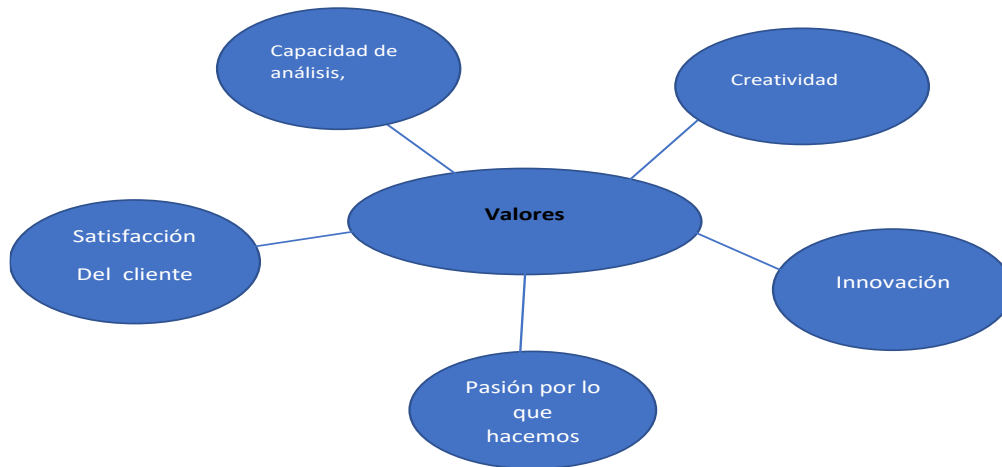 Capacidad de
análisis,
Creatividad
Valores
Satisfacción
Del cliente
Innovación
Pasión por lo
que
hacemos